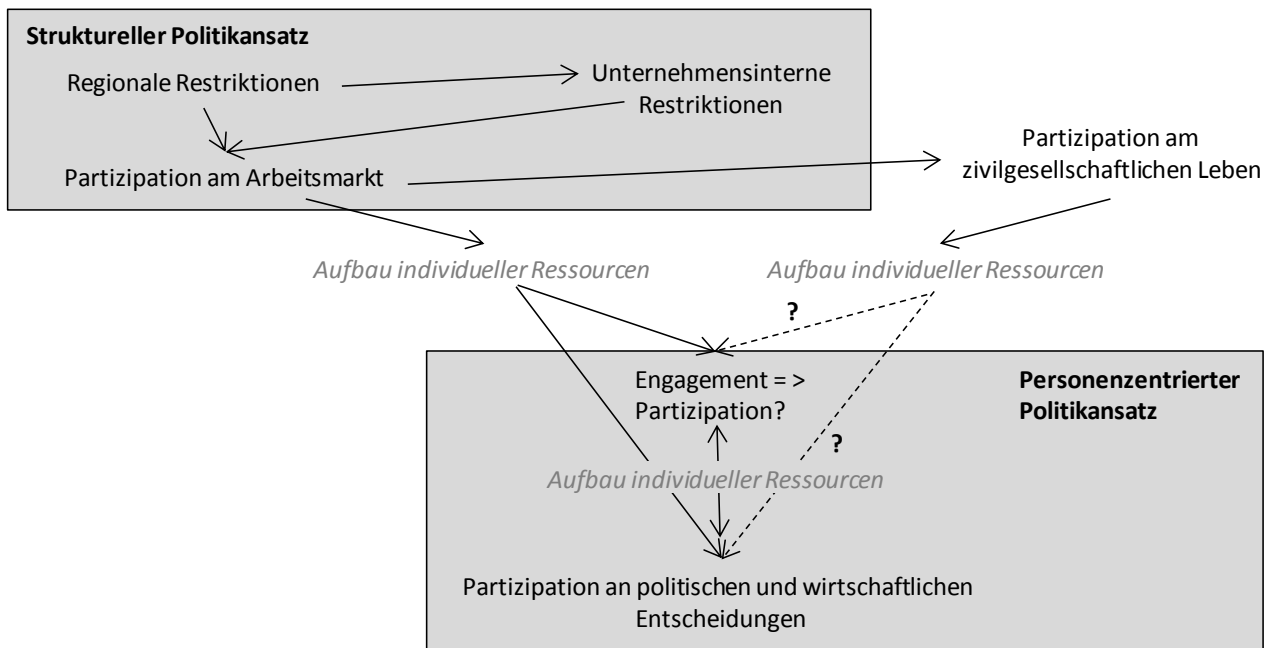 Struktureller Politikansatz
Regionale Restriktionen
Unternehmensinterne
Restriktionen
Partizipation am Arbeitsmarkt
Partizipation am
zivilgesellschaftlichen Leben
Aufbau individueller Ressourcen
Aufbau individueller Ressourcen
?
Engagement = >
Partizipation?
Personenzentrierter
Politikansatz
?
Aufbau individueller Ressourcen
Partizipation an politischen und wirtschaftlichen
Entscheidungen